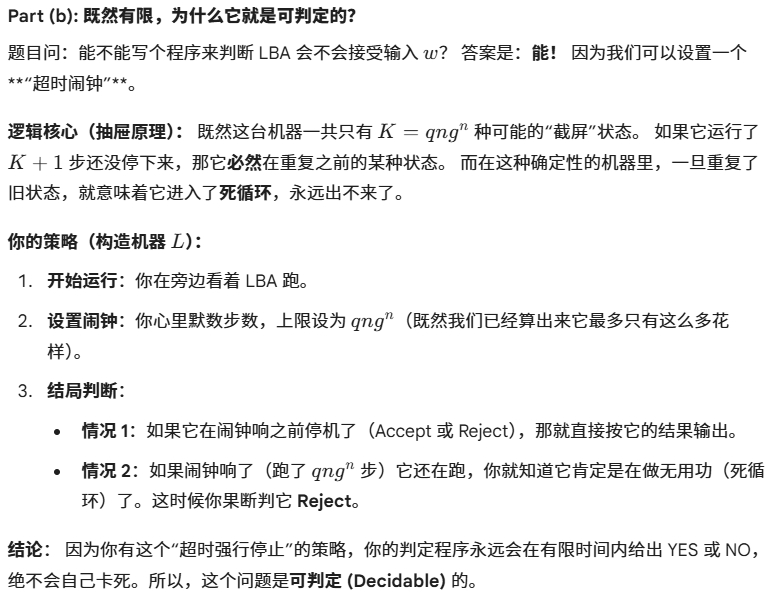 Part (b): 既然有限，为什么它就是可判定的？
题目问：能不能写个程序来判断 LBA 会不会接受输入 w？ 答案是：能！ 因为我们可以设置一个
**“超时闹钟”**。
逻辑核心（抽屉原理）： 既然这台机器一共只有 K = qngⁿ 种可能的“截屏”状态。 如果它运行了
K + 1 步还没停下来，那它必然在重复之前的某种状态。 而在这种确定性的机器里，一旦重复了
旧状态，就意味着它进入了死循环，永远出不来了。
你的策略（构造机器 L）：
1. 开始运行：你在旁边看着 LBA 跑。
2. 设置闹钟：你心里默数步数，上限设为 qngⁿ（既然我们已经算出来它最多只有这么多花
样）。
3. 结局判断：
• 情况 1：如果它在闹钟响之前停机了（Accept 或 Reject），那就直接按它的结果输出。
• 情况 2：如果闹钟响了（跑了 qngⁿ 步）它还在跑，你就知道它肯定是在做无用功（死循
环）了。这时候你果断判它 Reject。
结论： 因为你有这个“超时强行停止”的策略，你的判定程序永远会在有限时间内给出 YES 或 NO，
绝不会自己卡死。所以，这个问题是可判定 (Decidable) 的。